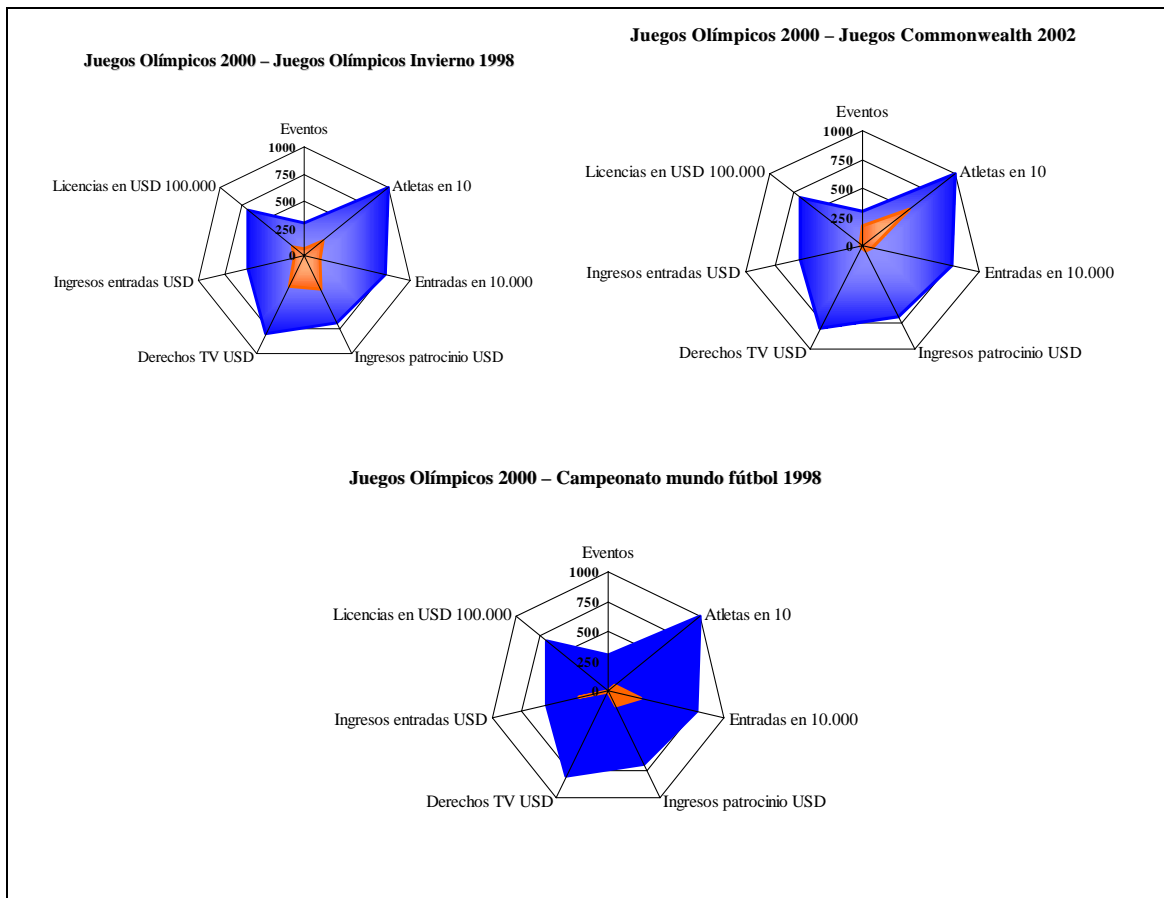 Juegos Olímpicos 2000 – Juegos Olímpicos Invierno 1998
Eventos
1000
750
500
250
0
Atletas en 10
Entradas en 10.000
Ingresos patrocinio USD
Derechos TV USD
Ingresos entradas USD
Licencias en USD 100.000
Juegos Olímpicos 2000 – Juegos Commonwealth 2002
Eventos
1000
750
500
250
0
Atletas en 10
Entradas en 10.000
Ingresos patrocinio USD
Derechos TV USD
Ingresos entradas USD
Licencias en USD 100.000
Juegos Olímpicos 2000 – Campeonato mundo fútbol 1998
Eventos
1000
750
500
250
0
Atletas en 10
Entradas en 10.000
Ingresos patrocinio USD
Derechos TV USD
Ingresos entradas USD
Licencias en USD 100.000